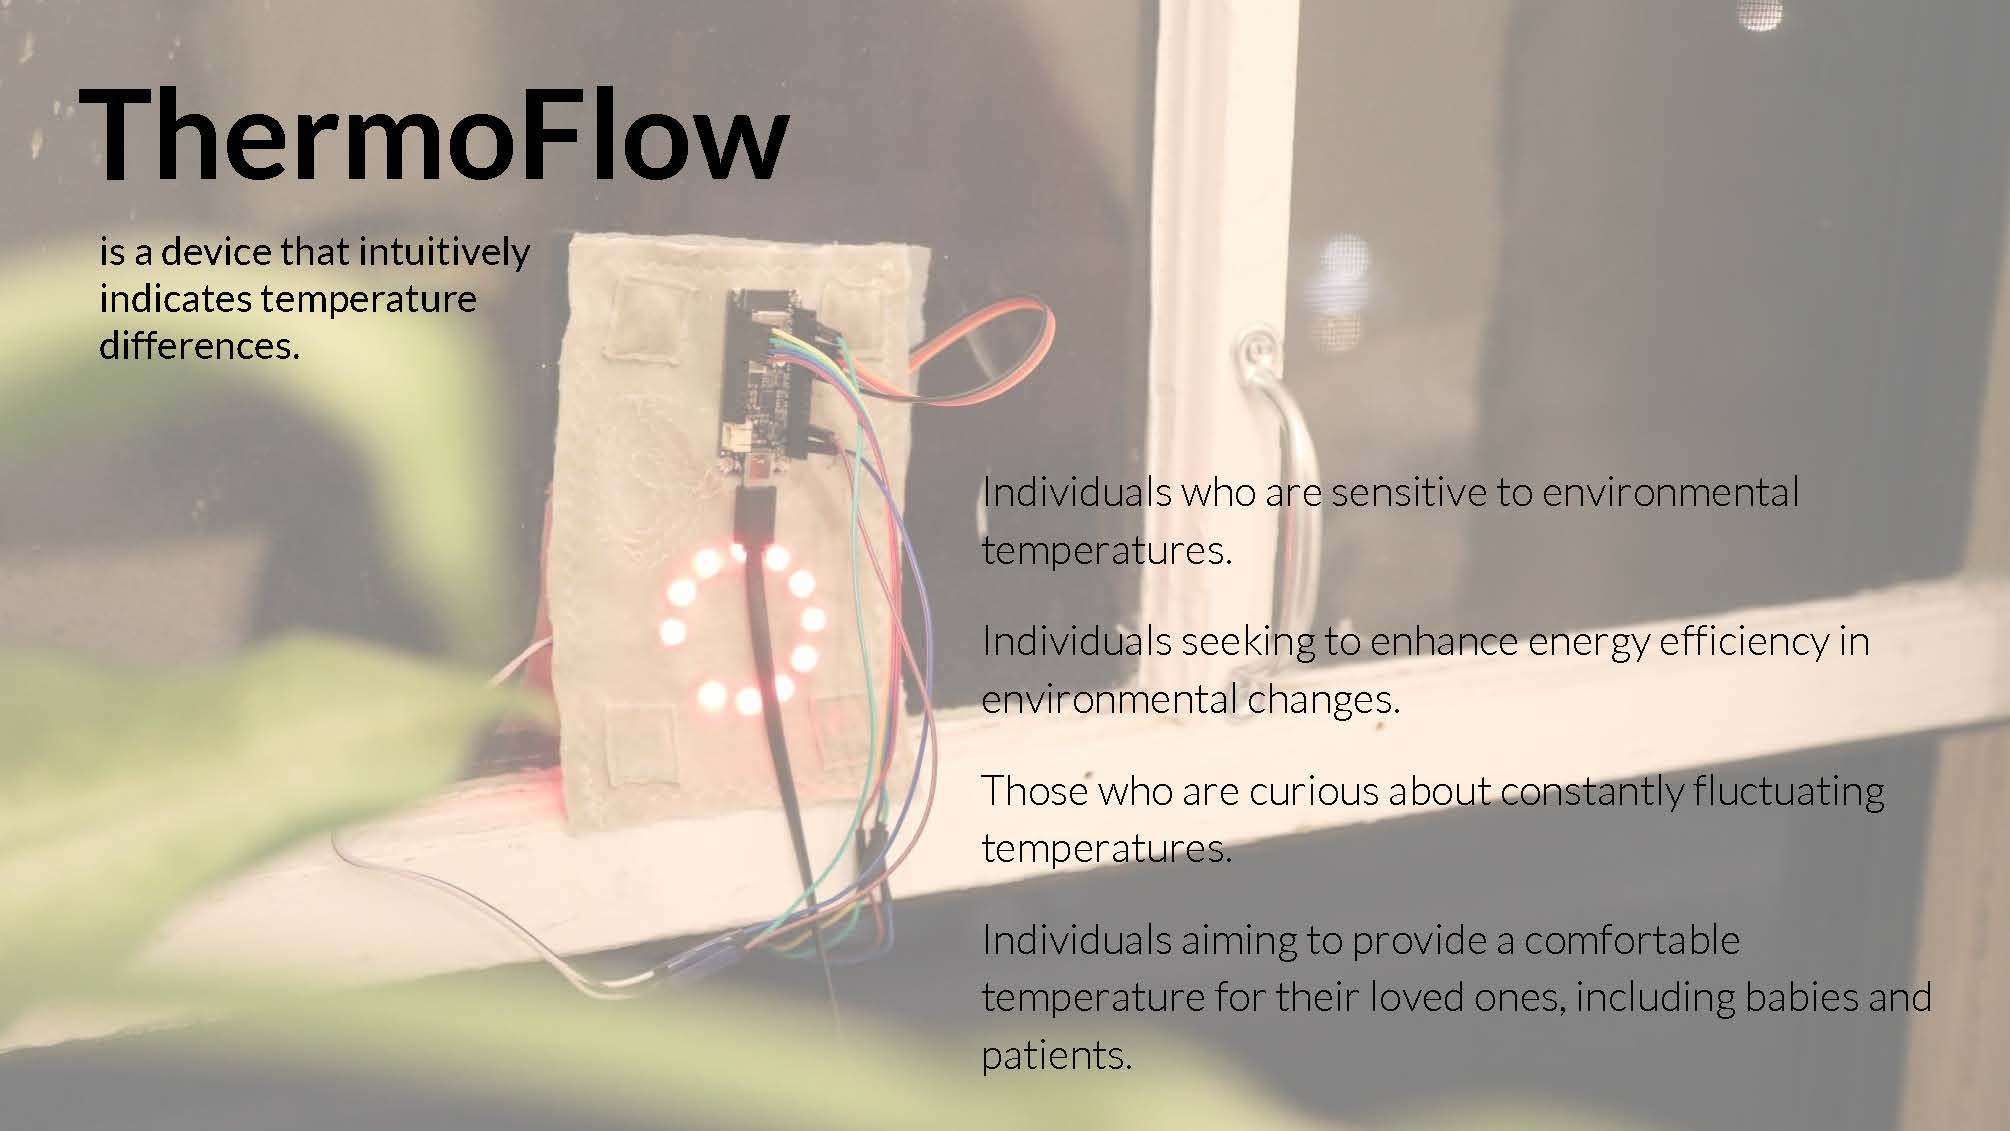 ThermoFlow
is a device that intuitively
indicates temperature
differences.
Individuals who are sensitive to environmental
temperatures.
Individuals seeking to enhance energy efficiency in
environmental changes.
Those who are curious about constantly fluctuating
temperatures.
Individuals aiming to provide a comfortable
temperature for their loved ones, including babies and
patients.